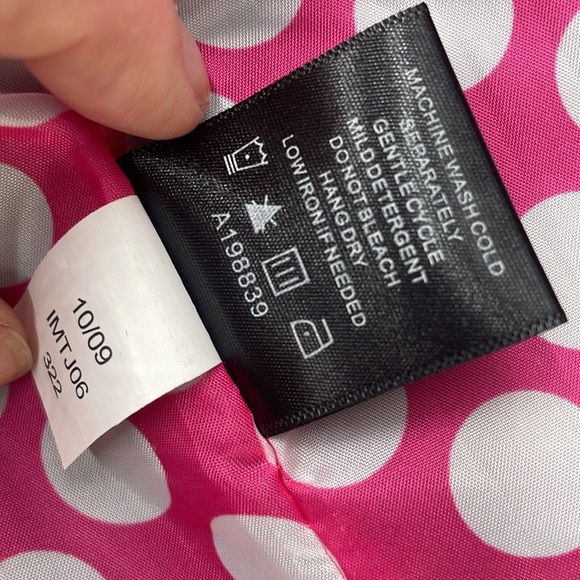 MACHINE WASH COLD
SEPARATELY
GENTLE CYCLE
MILD DETERGENT
DO NOT BLEACH
HANG DRY
LOW IRON IF NEEDED
A198839
10/09
IMT J06
322